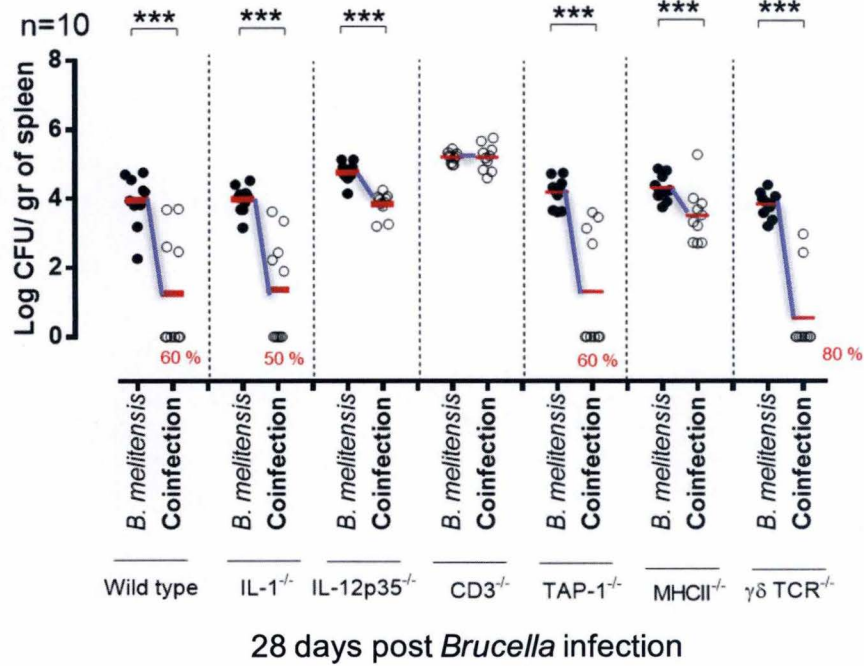 n=10
*** *** *** *** *** ***
Log CFU/ gr of spleen
8
6
4
2
0
60 % 50 % 60 % 80 %
B. melitensis Coinfection B. melitensis Coinfection B. melitensis Coinfection B. melitensis Coinfection B. melitensis Coinfection B. melitensis Coinfection B. melitensis Coinfection
Wild type IL-1-/- IL-12p35-/- CD3-/- TAP-1-/- MHCII-/- γδ TCR-/-
28 days post Brucella infection